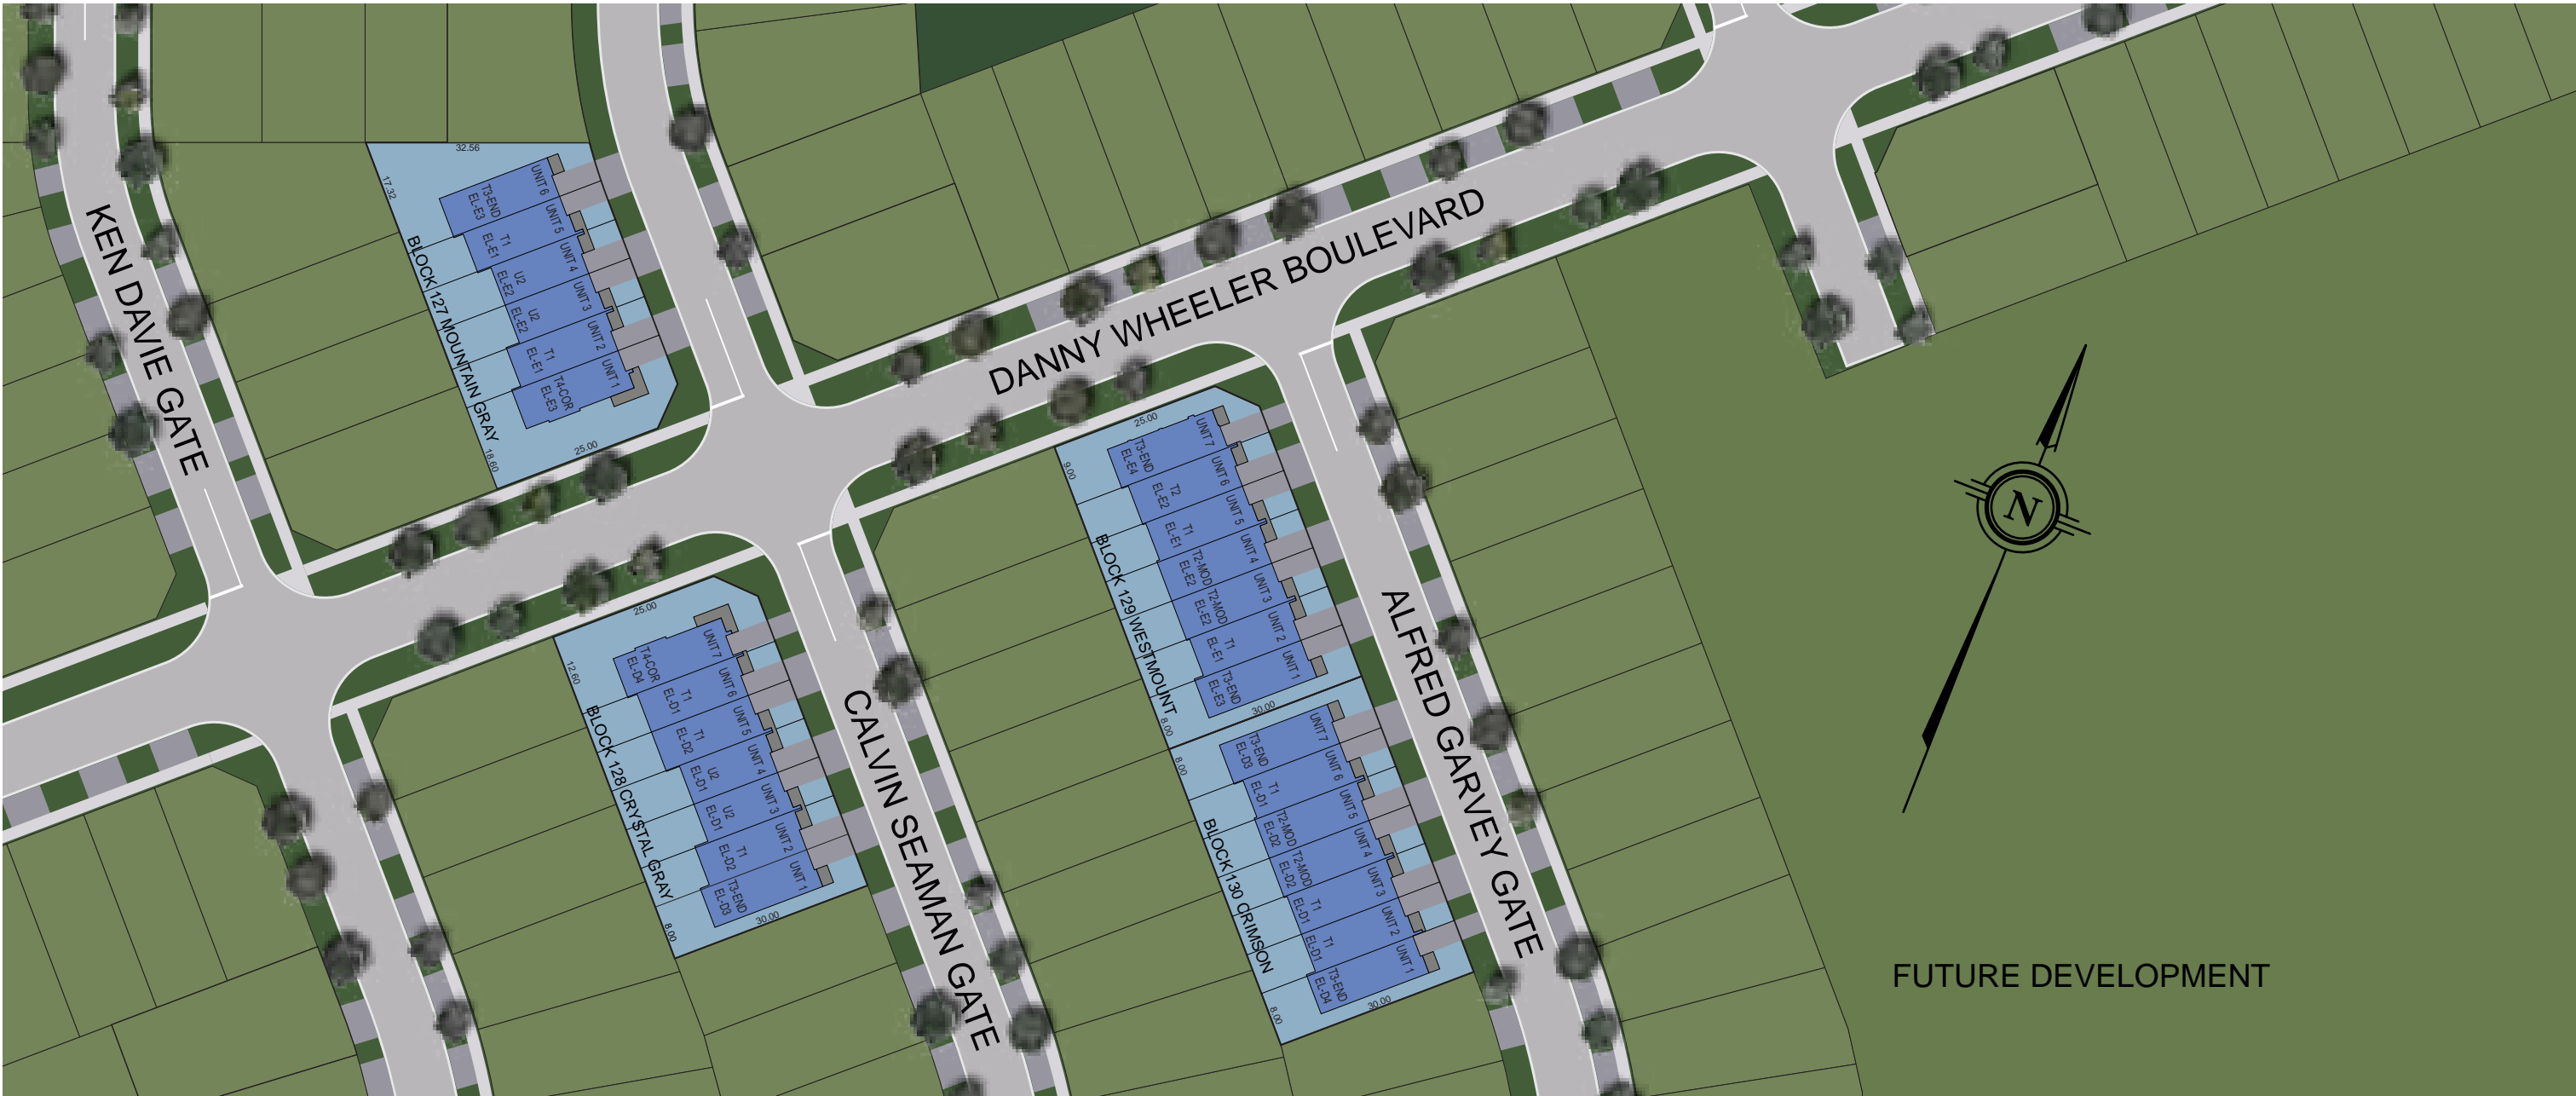 KEN DAVIE GATE
DANNY WHEELER BOULEVARD
CALVIN SEAMAN GATE
ALFRED GARVEY GATE
FUTURE DEVELOPMENT
N
BLOCK 127 MOUNTAIN GRAY
32.56
17.32
18.60
25.00
UNIT 6
T3-END
EL-E3
UNIT 5
T1
EL-E1
UNIT 4
U2
EL-E2
UNIT 3
U2
EL-E2
UNIT 2
T1
EL-E1
UNIT 1
T4-COR
EL-E3
BLOCK 128 CRYSTAL GRAY
25.00
12.60
8.00
30.00
UNIT 7
T4-COR
EL-D4
UNIT 6
T1
EL-D1
UNIT 5
T1
EL-D2
UNIT 4
U2
EL-D1
UNIT 3
U2
EL-D1
UNIT 2
T1
EL-D2
UNIT 1
T3-END
EL-D3
BLOCK 129 WESTMOUNT
25.00
9.00
8.00
30.00
UNIT 7
T3-END
EL-E4
UNIT 6
T2
EL-E2
UNIT 5
T1
EL-E1
UNIT 4
T2-MOD
EL-E2
UNIT 3
T2-MOD
EL-E2
UNIT 2
T1
EL-E1
UNIT 1
T3-END
EL-E3
BLOCK 130 CRIMSON
8.00
8.00
30.00
UNIT 7
T3-END
EL-D3
UNIT 6
T1
EL-D1
UNIT 5
T2-MOD
EL-D2
UNIT 4
T2-MOD
EL-D2
UNIT 3
T1
EL-D1
UNIT 2
T1
EL-D1
UNIT 1
T3-END
EL-D4